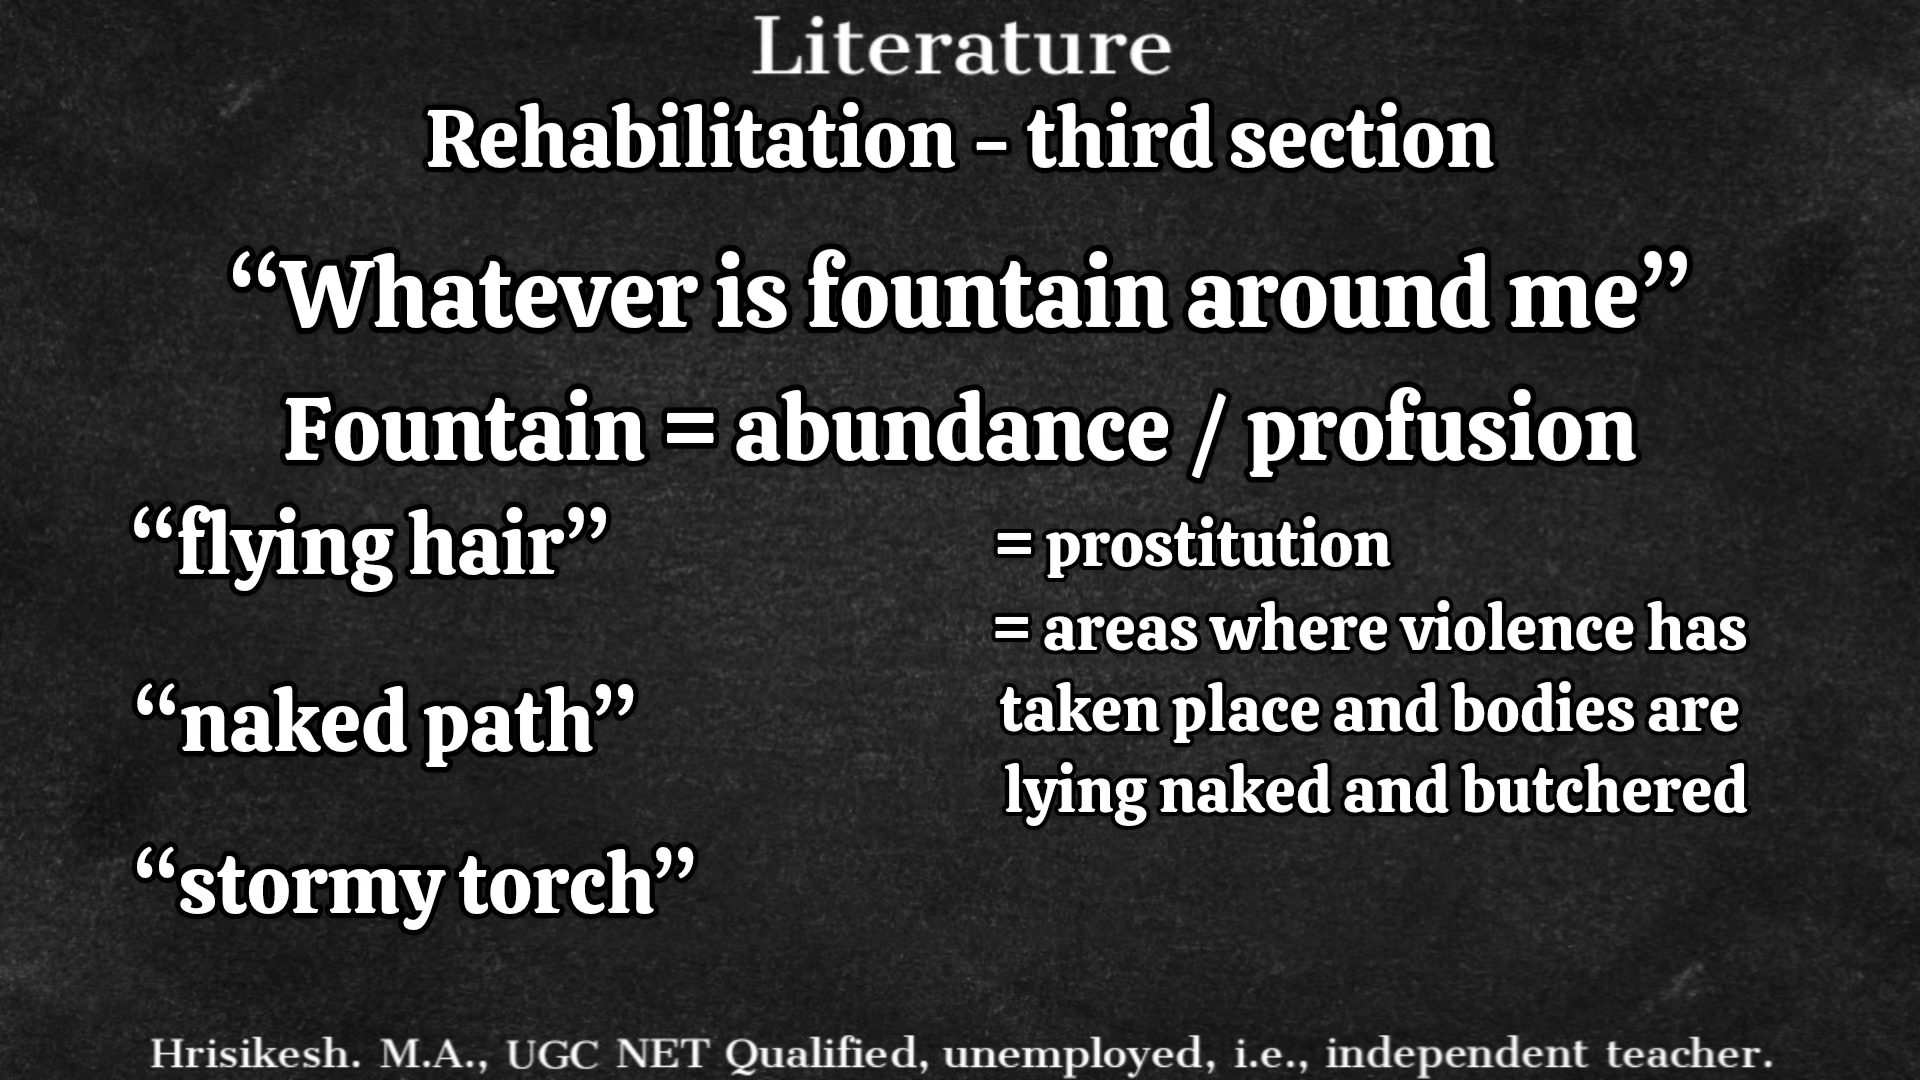 Literature
Rehabilitation – third section
“Whatever is fountain around me”
Fountain = abundance / profusion
“flying hair”
= prostitution
“naked path”
= areas where violence has
taken place and bodies are
lying naked and butchered
“stormy torch”
Hrisikesh. M.A., UGC NET Qualified, unemployed, i.e., independent teacher.